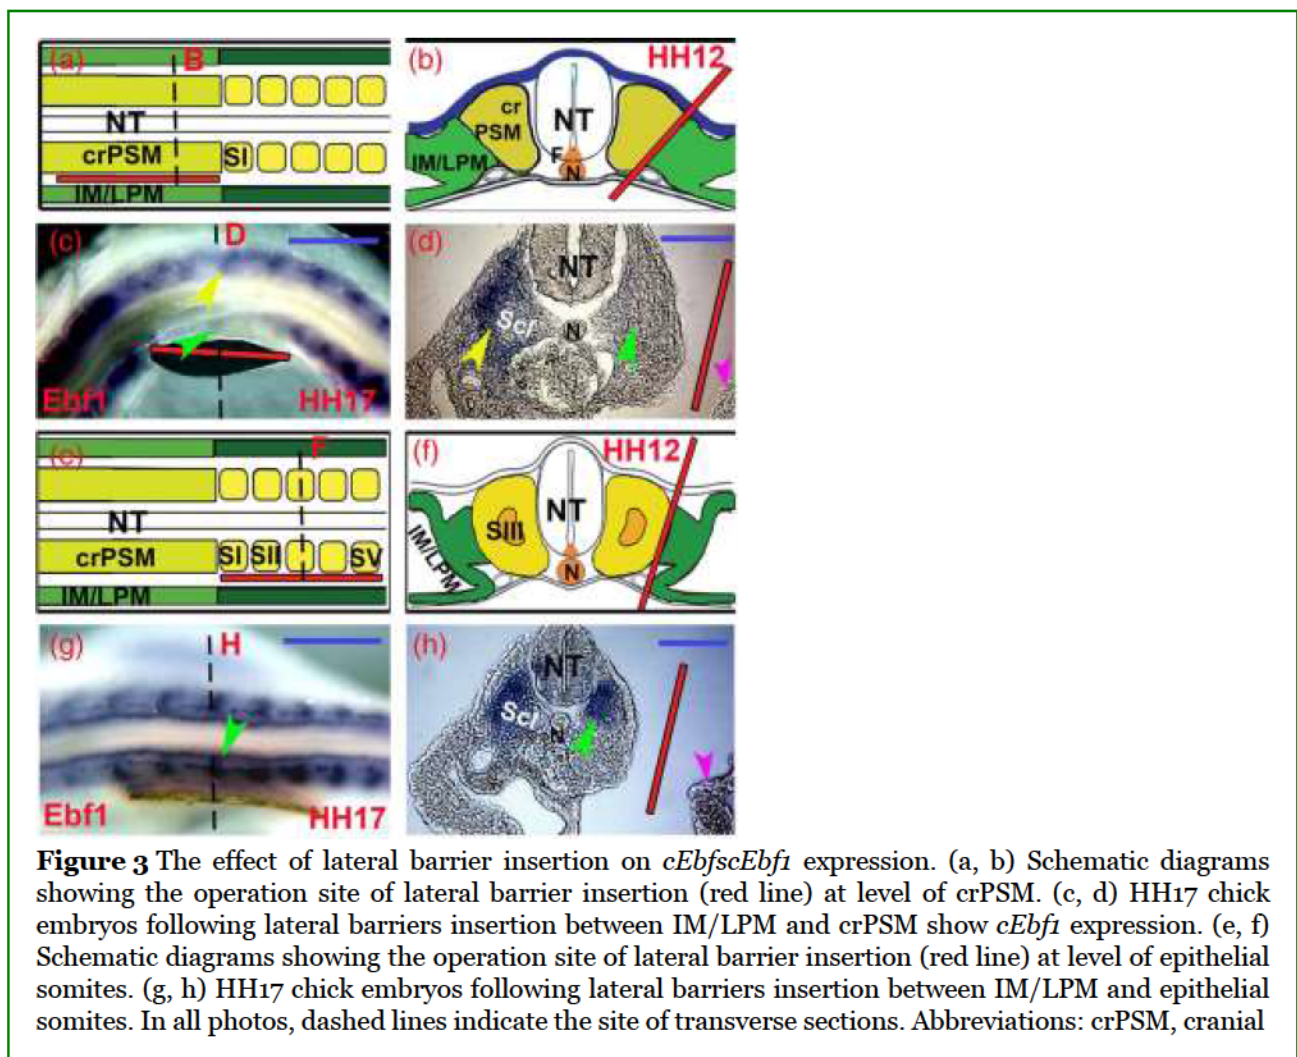 (a) B
NT
crPSM SI
IM/LPM
(b) HH12
cr
PSM NT
IM/LPM F
N
(c) D
Ebf1 HH17
(d)
NT
Scl N
(e) F
NT
crPSM SI SII SV
IM/LPM
(f) HH12
SIII NT
IM/LPM
N
(g) H
Ebf1 HH17
(h)
NT
Scl
N
Figure 3 The effect of lateral barrier insertion on cEbfscEbf1 expression. (a, b) Schematic diagrams
showing the operation site of lateral barrier insertion (red line) at level of crPSM. (c, d) HH17 chick
embryos following lateral barriers insertion between IM/LPM and crPSM show cEbf1 expression. (e, f)
Schematic diagrams showing the operation site of lateral barrier insertion (red line) at level of epithelial
somites. (g, h) HH17 chick embryos following lateral barriers insertion between IM/LPM and epithelial
somites. In all photos, dashed lines indicate the site of transverse sections. Abbreviations: crPSM, cranial